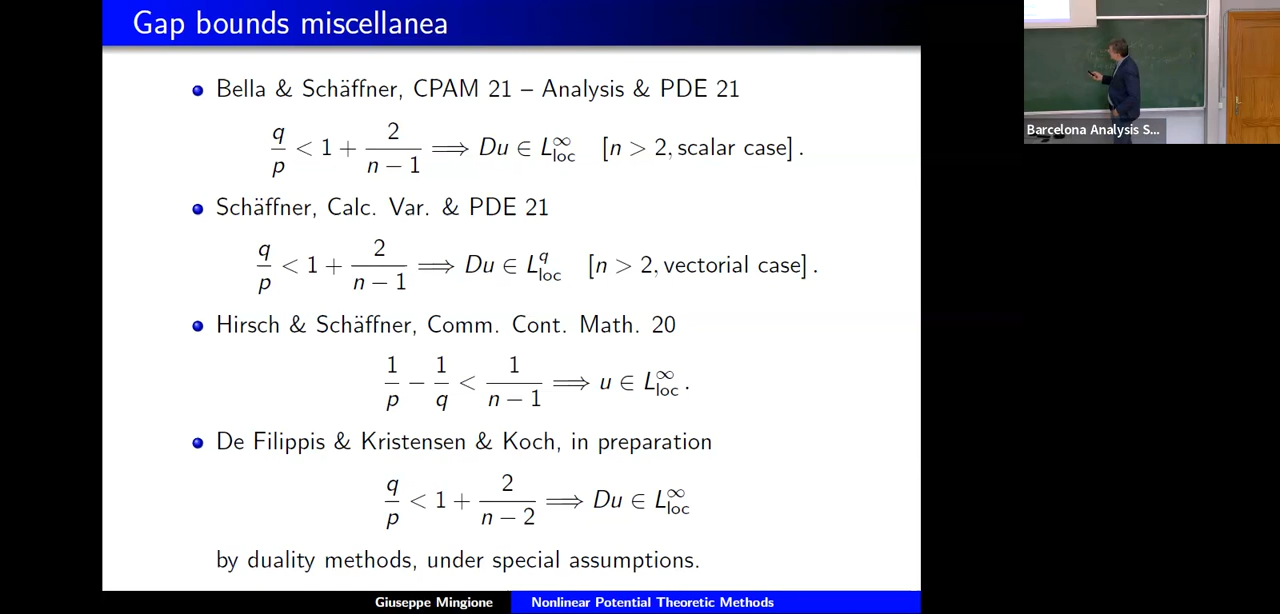 Gap bounds miscellanea
Bella & Schäffner, CPAM 21 – Analysis & PDE 21
q/p < 1 + 2/(n − 1) ⟹ Du ∈ L^∞_loc [n > 2, scalar case] .
Schäffner, Calc. Var. & PDE 21
q/p < 1 + 2/(n − 1) ⟹ Du ∈ L^q_loc [n > 2, vectorial case] .
Hirsch & Schäffner, Comm. Cont. Math. 20
1/p − 1/q < 1/(n − 1) ⟹ u ∈ L^∞_loc .
De Filippis & Kristensen & Koch, in preparation
q/p < 1 + 2/(n − 2) ⟹ Du ∈ L^∞_loc
by duality methods, under special assumptions.
Giuseppe Mingione Nonlinear Potential Theoretic Methods
Barcelona Analysis S...